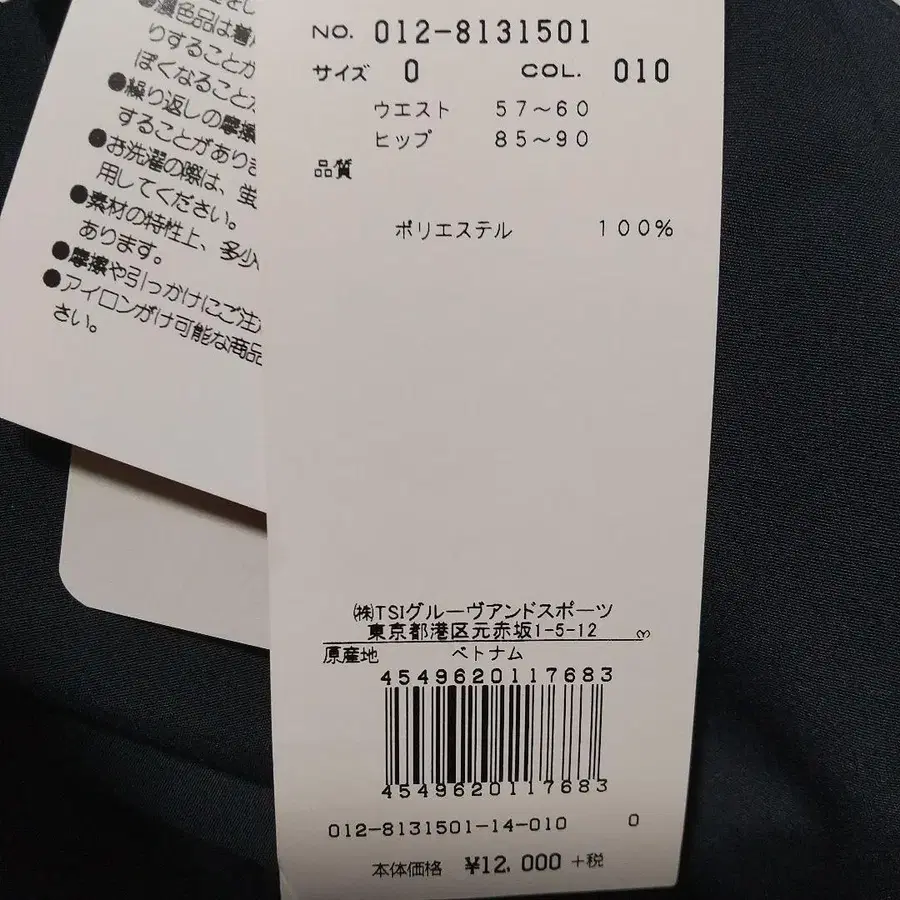 をし
●濃色品は着
りすることが
ぽくなること
●繰り返しの摩擦
することがありま
●お洗濯の際は、蛍
用してください。
●素材の特性上、多少
あります。
●摩擦や引っかけにご注
●アイロンがけ可能な商品
さい。
NO. 012-8131501
サイズ 0 COL. 010
ウエスト 57〜60
ヒップ 85〜90
品質
ポリエステル 100%
㈱TSIグルーヴアンドスポーツ
東京都港区元赤坂1-5-12 3
原産地 ベトナム
4549620117683
4549620117683
012-8131501-14-010 0
本体価格 ¥12,000 +税